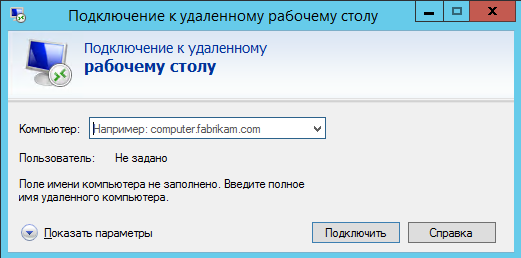 Подключение к удаленному рабочему столу
Подключение к удаленному
рабочему столу
Компьютер: Например: computer.fabrikam.com
Пользователь: Не задано
Поле имени компьютера не заполнено. Введите полное
имя удаленного компьютера.
Показать параметры Подключить Справка